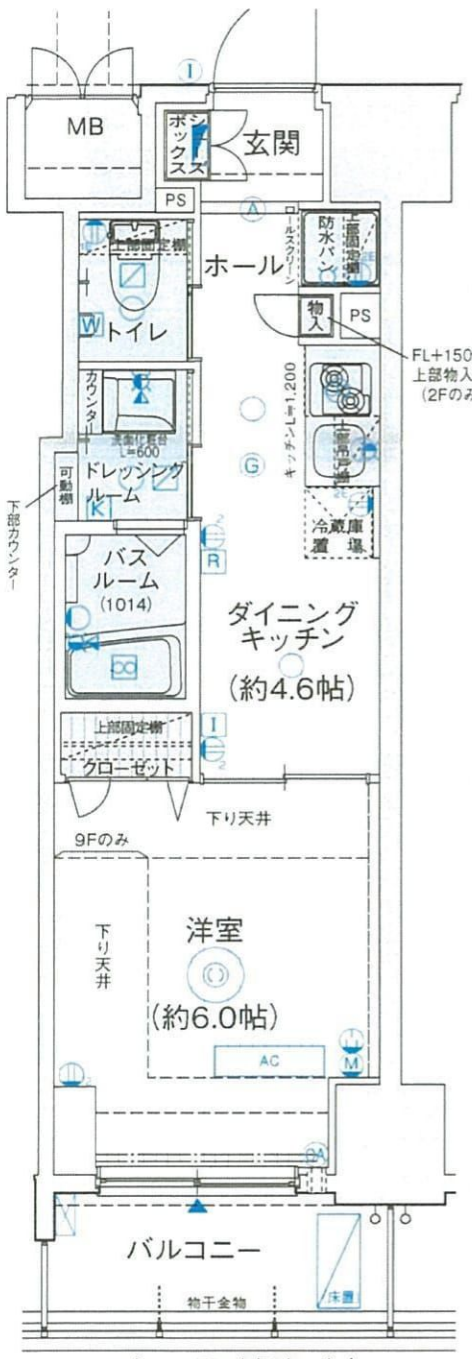 MB
シューズ
ボックス
玄関
PS
I
A
ロールスクリーン
上部固定棚
防水パン
ホール
上部固定棚
トイレ
W
物入
PS
FL+150
上部物入
(2Fのみ
キッチンL=1,200
カウンター
洗面化粧台
L=600
ドレッシング
ルーム
K
可動棚
下部カウンター
G
冷蔵庫
置場
2E
R
2
バス
ルーム
(1014)
ダイニング
キッチン
(約4.6帖)
I
2
上部固定棚
クローゼット
下り天井
9Fのみ
下り天井
洋室
(約6.0帖)
AC
M
2
バルコニー
物干金物
床置